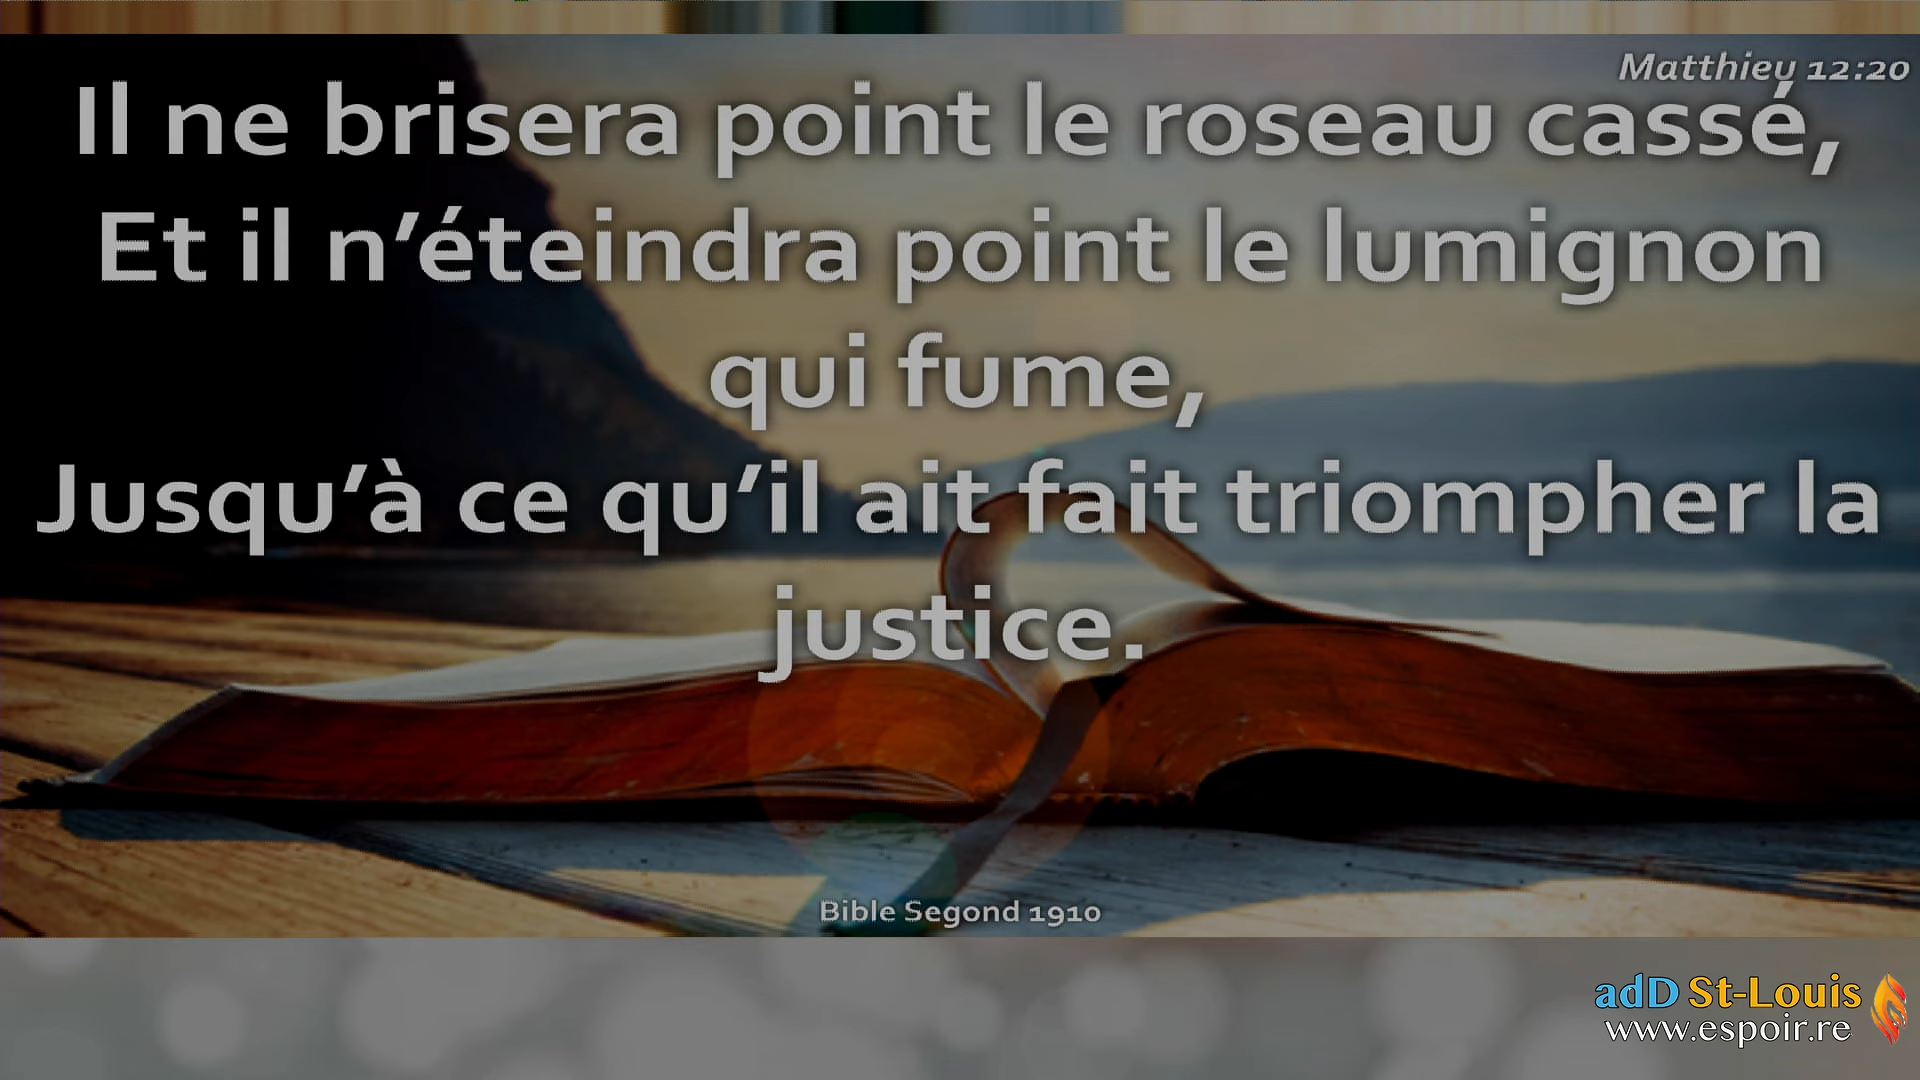 Matthieu 12:20
Il ne brisera point le roseau cassé,
Et il n’éteindra point le lumignon
qui fume,
Jusqu’à ce qu’il ait fait triompher la
justice.
Bible Segond 1910
adD St-Louis
www.espoir.re